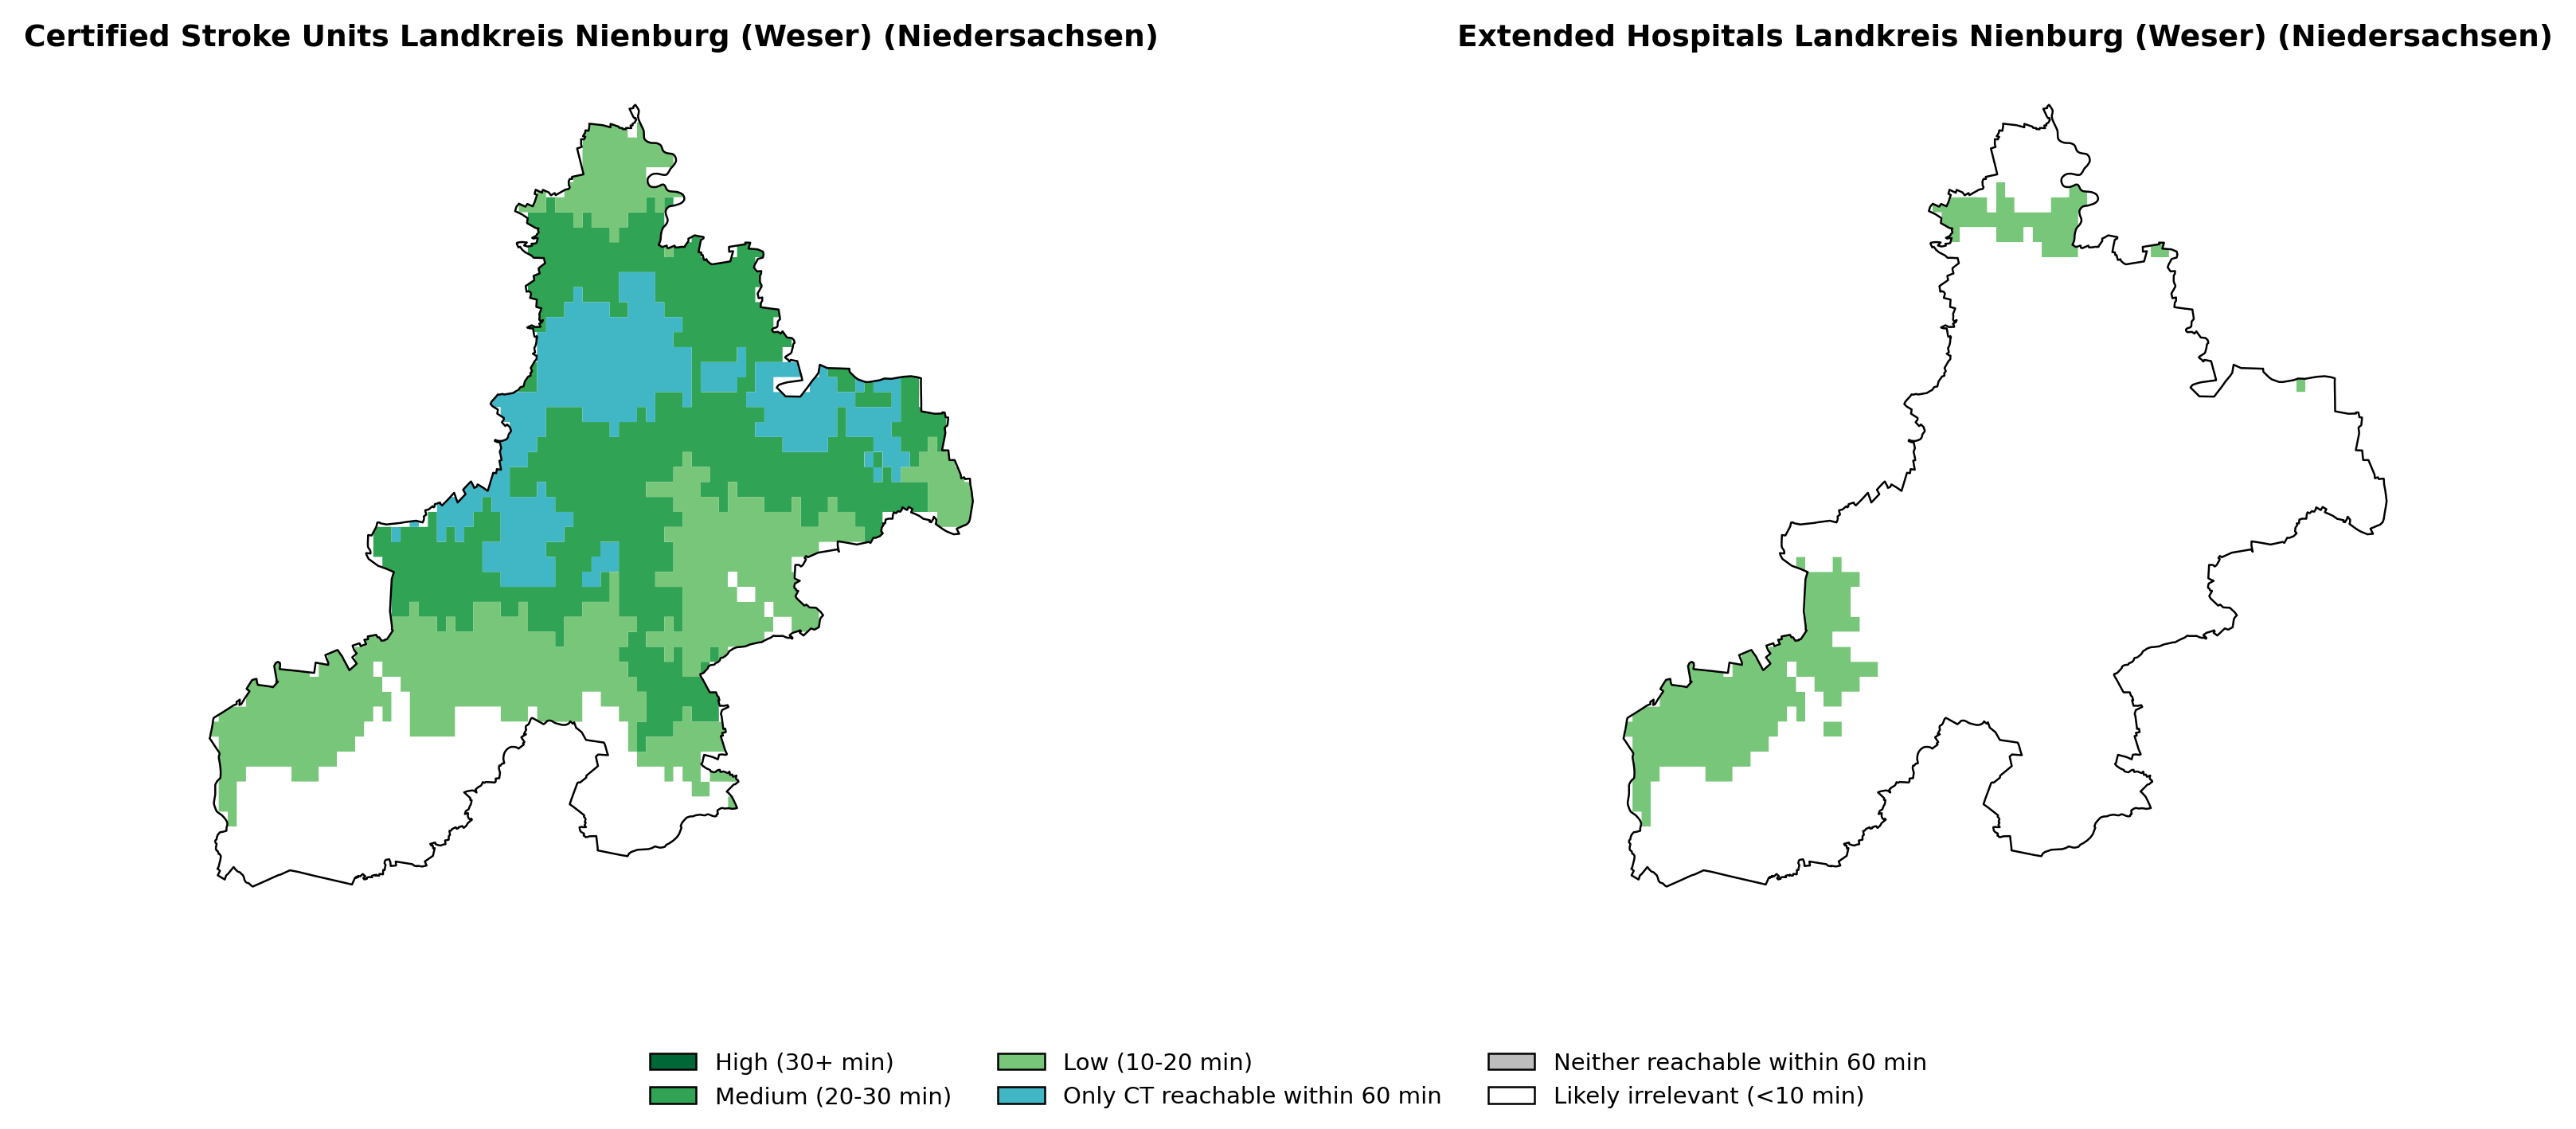 Certified Stroke Units Landkreis Nienburg (Weser) (Niedersachsen)
Extended Hospitals Landkreis Nienburg (Weser) (Niedersachsen)
High (30+ min)
Medium (20-30 min)
Low (10-20 min)
Only CT reachable within 60 min
Neither reachable within 60 min
Likely irrelevant (<10 min)